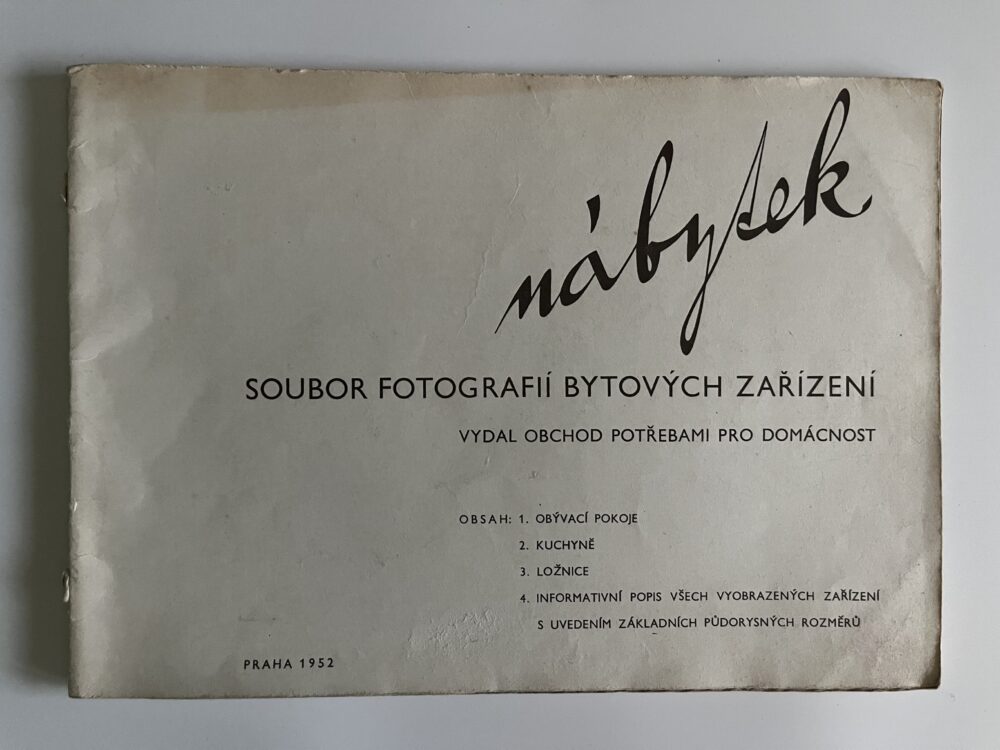 nábytek
SOUBOR FOTOGRAFIÍ BYTOVÝCH ZAŘÍZENÍ
VYDAL OBCHOD POTŘEBAMI PRO DOMÁCNOST
OBSAH: 1. OBÝVACÍ POKOJE
2. KUCHYNĚ
3. LOŽNICE
4. INFORMATIVNÍ POPIS VŠECH VYOBRAZENÝCH ZAŘÍZENÍ
S UVEDENÍM ZÁKLADNÍCH PŮDORYSNÝCH ROZMĚRŮ
PRAHA 1952